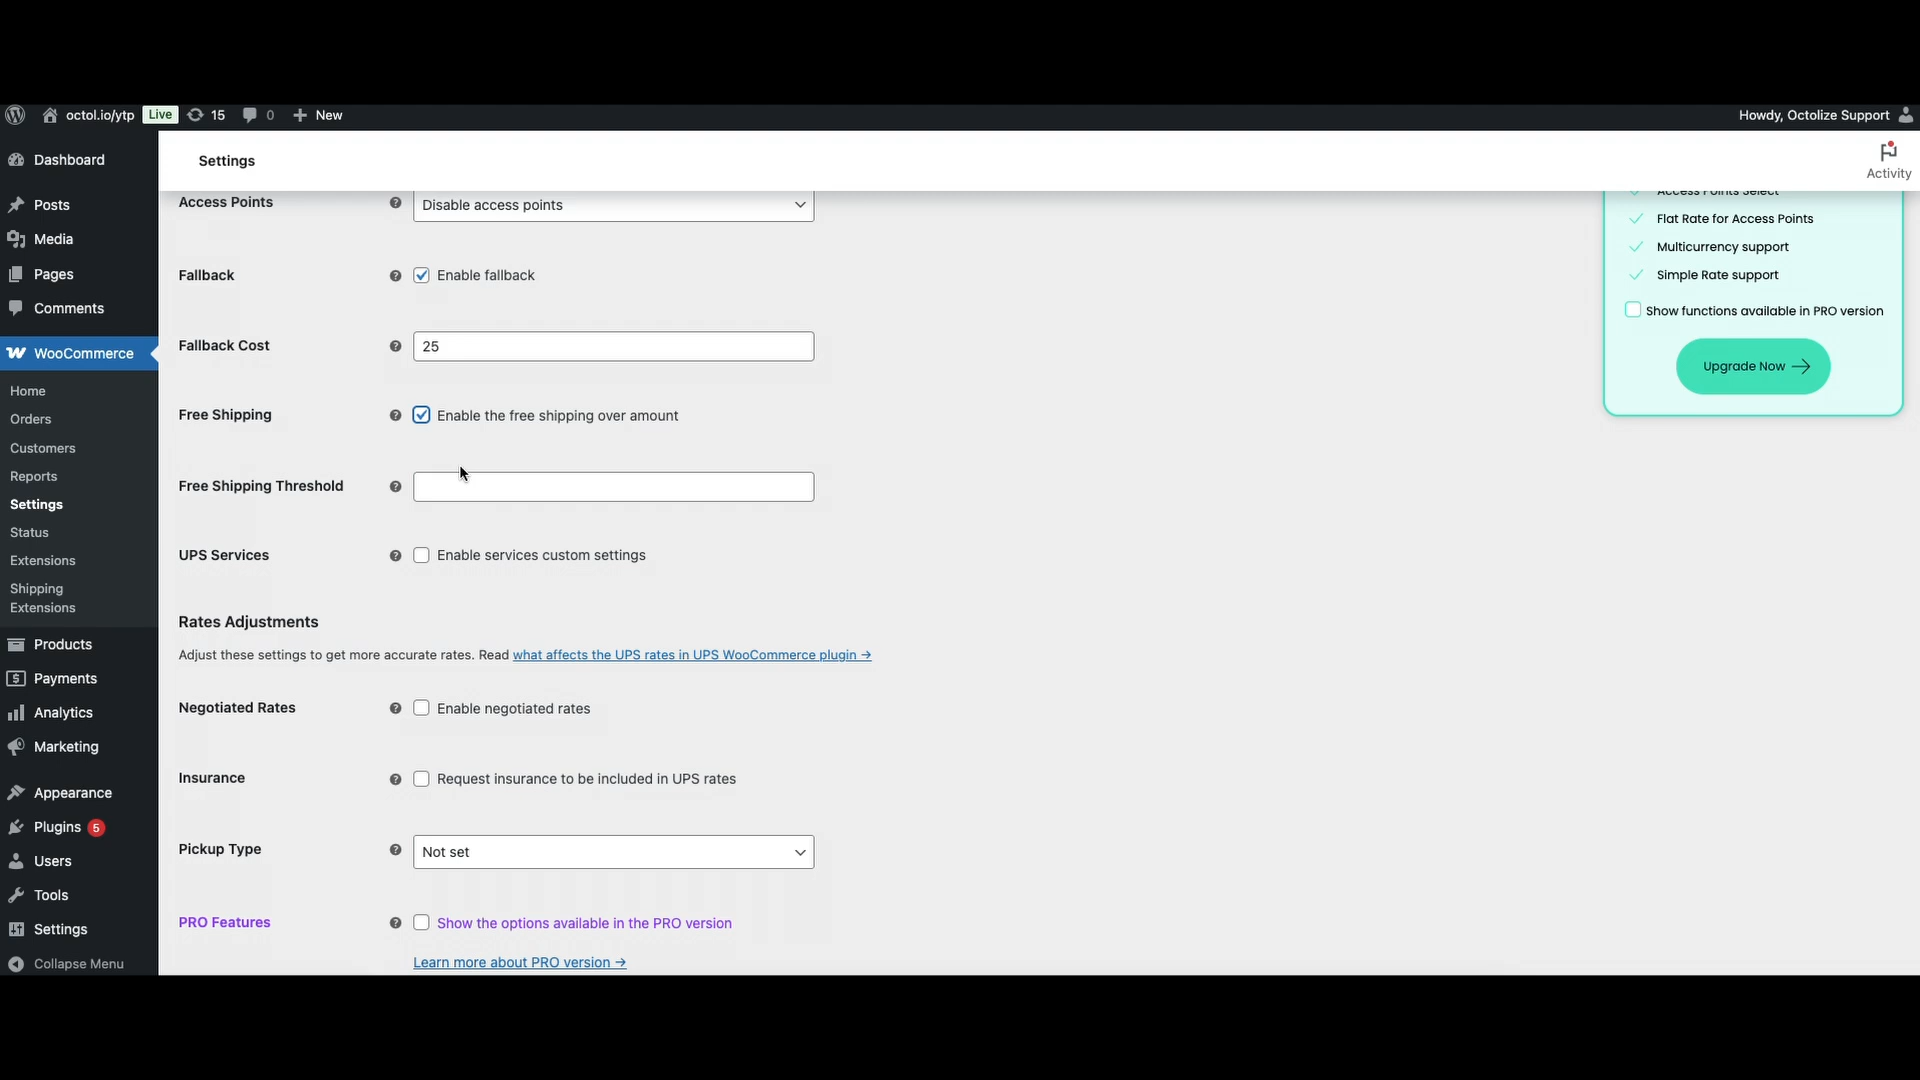 octol.io/ytp Live 15 0 New Howdy, Octolize Support
Settings
Activity
Dashboard
Posts
Media
Pages
Comments
WooCommerce
Home
Orders
Customers
Reports
Settings
Status
Extensions
Shipping
Extensions
Products
Payments
Analytics
Marketing
Appearance
Plugins 5
Users
Tools
Settings
Collapse Menu
Access Points Disable access points
Fallback Enable fallback
Fallback Cost 25
Free Shipping Enable the free shipping over amount
Free Shipping Threshold
UPS Services Enable services custom settings
Rates Adjustments
Adjust these settings to get more accurate rates. Read what affects the UPS rates in UPS WooCommerce plugin →
Negotiated Rates Enable negotiated rates
Insurance Request insurance to be included in UPS rates
Pickup Type Not set
PRO Features Show the options available in the PRO version
Learn more about PRO version →
Access Points Select
Flat Rate for Access Points
Multicurrency support
Simple Rate support
Show functions available in PRO version
Upgrade Now →